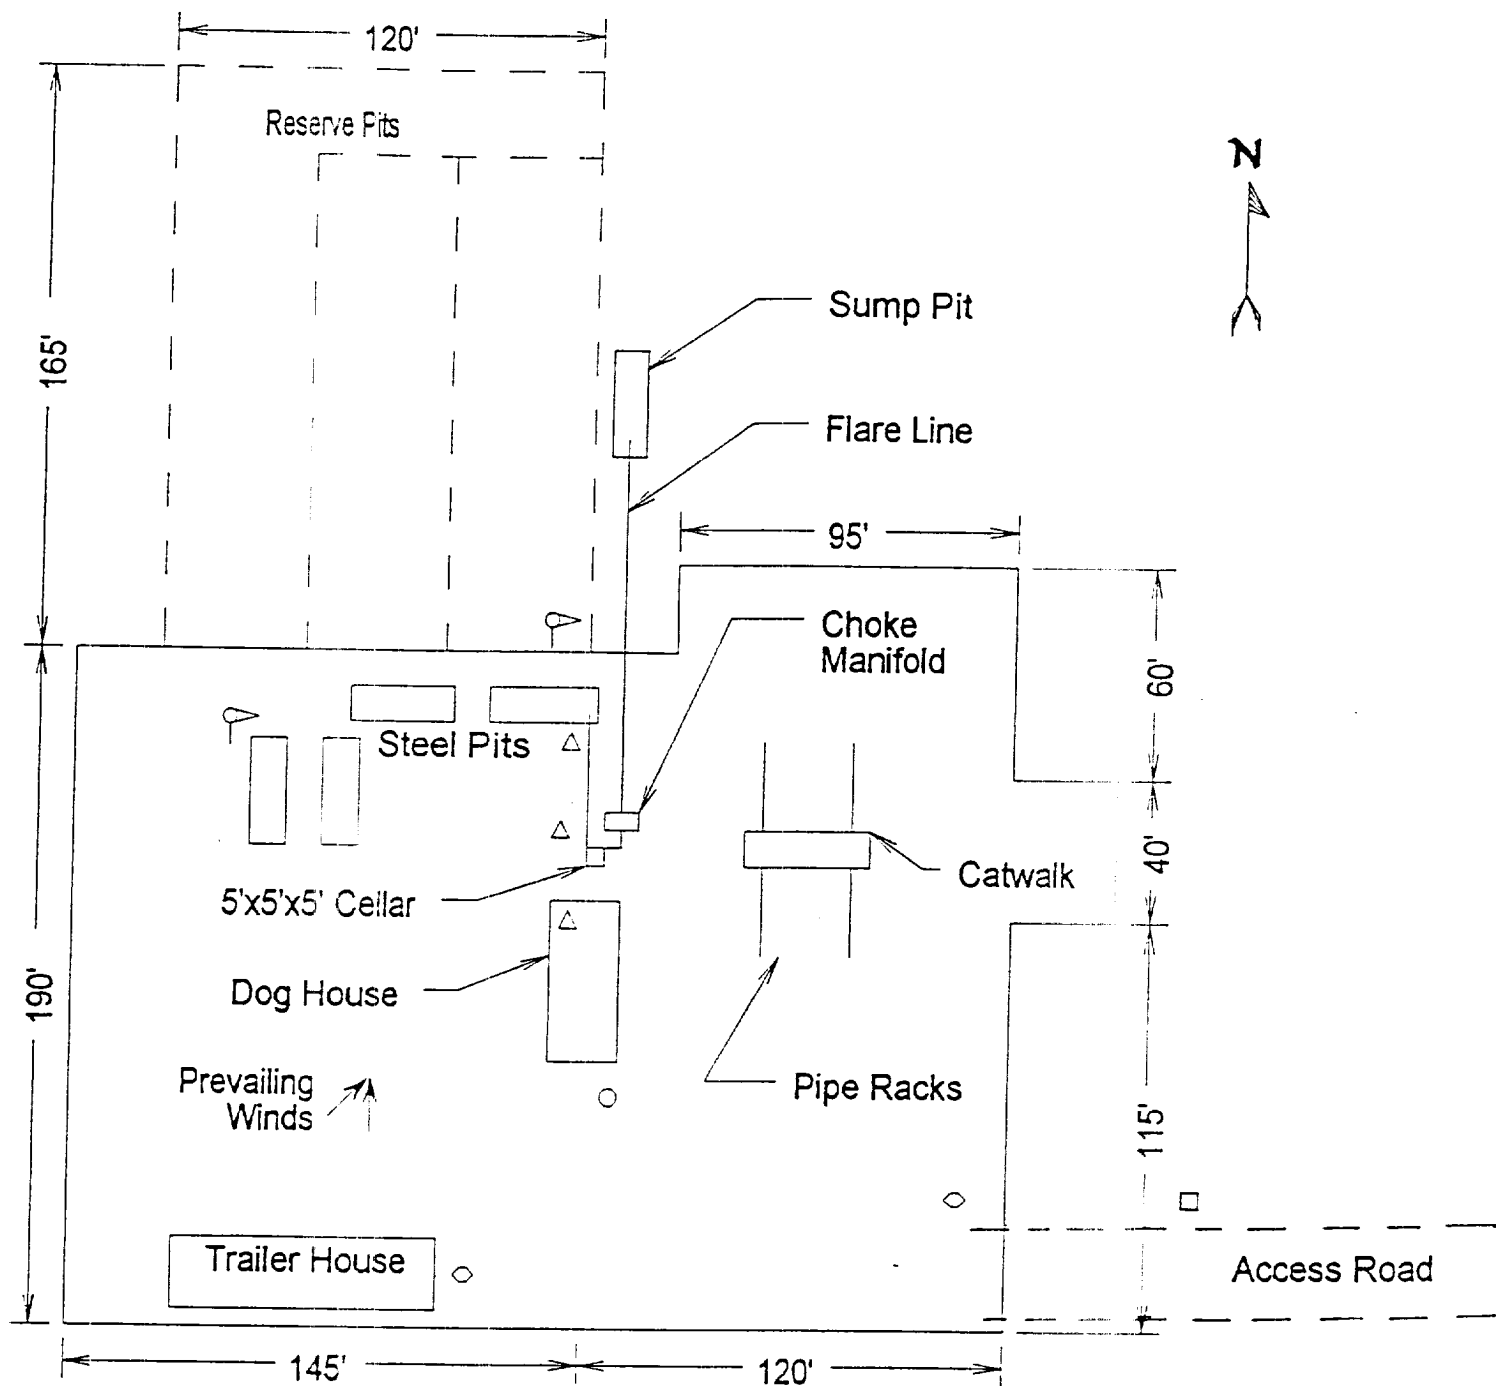 120'
Reserve Pits
N
165'
Sump Pit
Flare Line
95'
Choke
Manifold
60'
Steel Pits
40'
Catwalk
5'x5'x5' Cellar
190'
Dog House
Prevailing
Winds
Pipe Racks
115'
Trailer House
Access Road
145'
120'